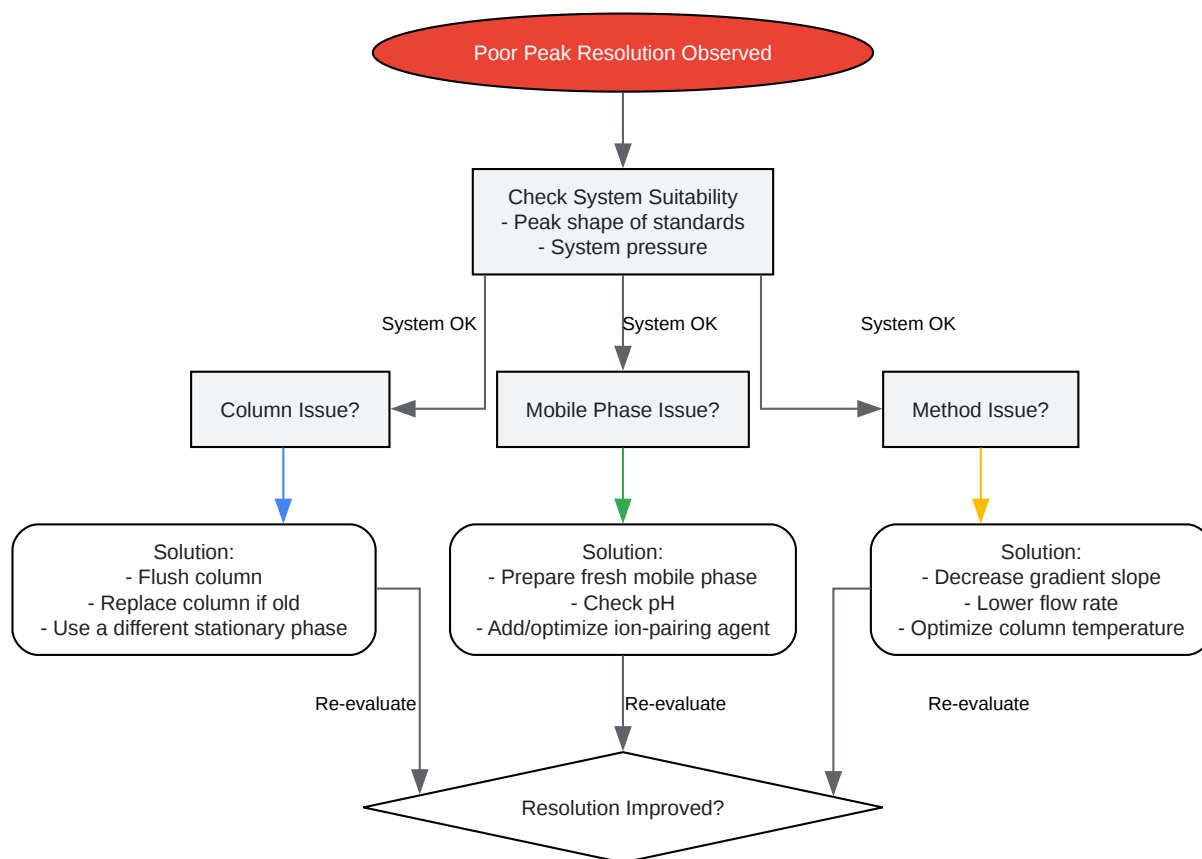 Poor Peak Resolution Observed
Check System Suitability
- Peak shape of standards
- System pressure
System OK
System OK
System OK
Column Issue?
Mobile Phase Issue?
Method Issue?
Solution:
- Flush column
- Replace column if old
- Use a different stationary phase
Solution:
- Prepare fresh mobile phase
- Check pH
- Add/optimize ion-pairing agent
Solution:
- Decrease gradient slope
- Lower flow rate
- Optimize column temperature
Re-evaluate
Re-evaluate
Re-evaluate
Resolution Improved?